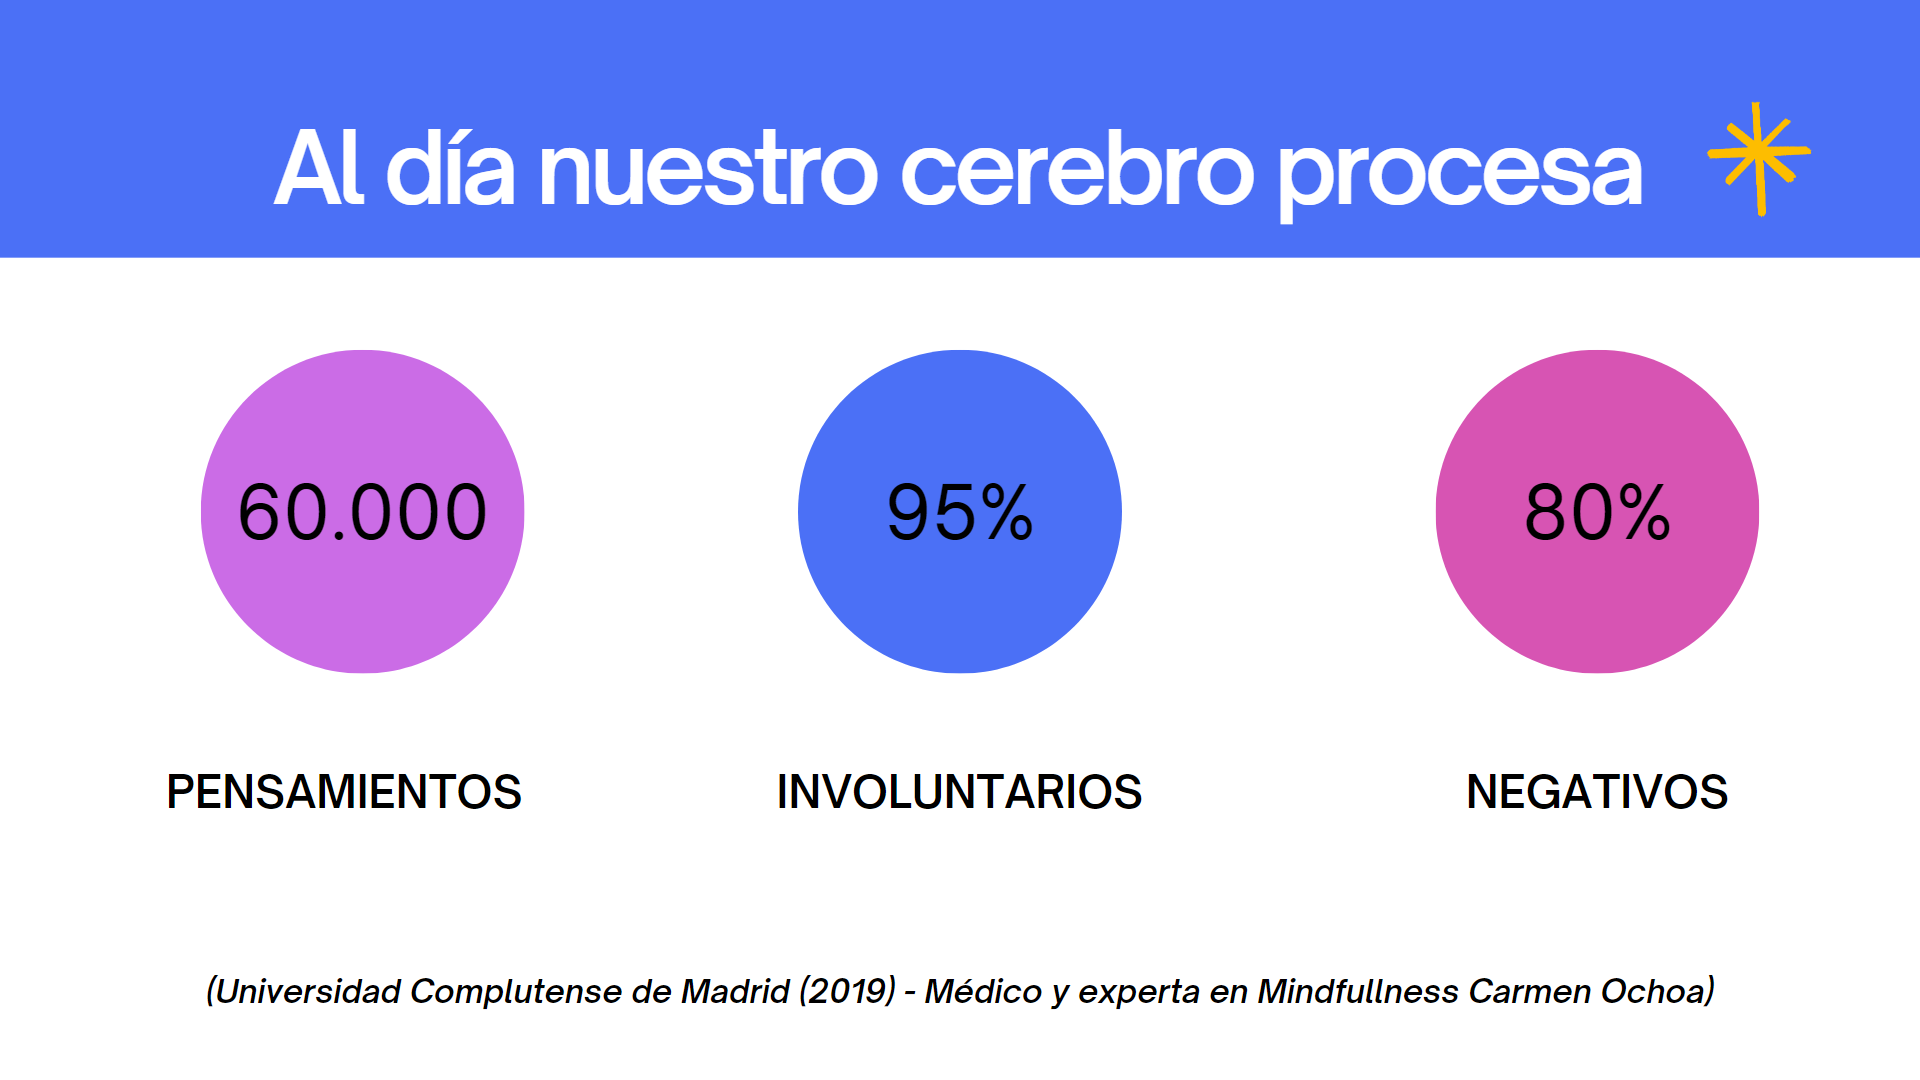 Al día nuestro cerebro procesa
60.000
95%
80%
PENSAMIENTOS
INVOLUNTARIOS
NEGATIVOS
(Universidad Complutense de Madrid (2019) - Médico y experta en Mindfullness Carmen Ochoa)